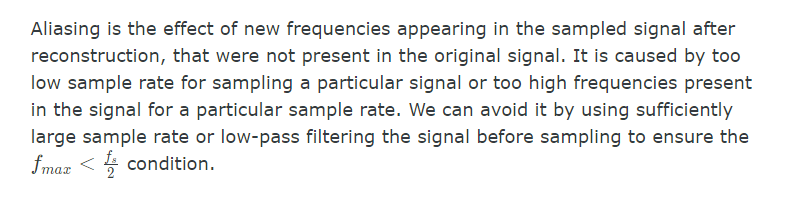 Aliasing is the effect of new frequencies appearing in the sampled signal after
reconstruction, that were not present in the original signal. It is caused by too
low sample rate for sampling a particular signal or too high frequencies present
in the signal for a particular sample rate. We can avoid it by using sufficiently
large sample rate or low-pass filtering the signal before sampling to ensure the
$f_{max} < \frac{f_s}{2}$ condition.